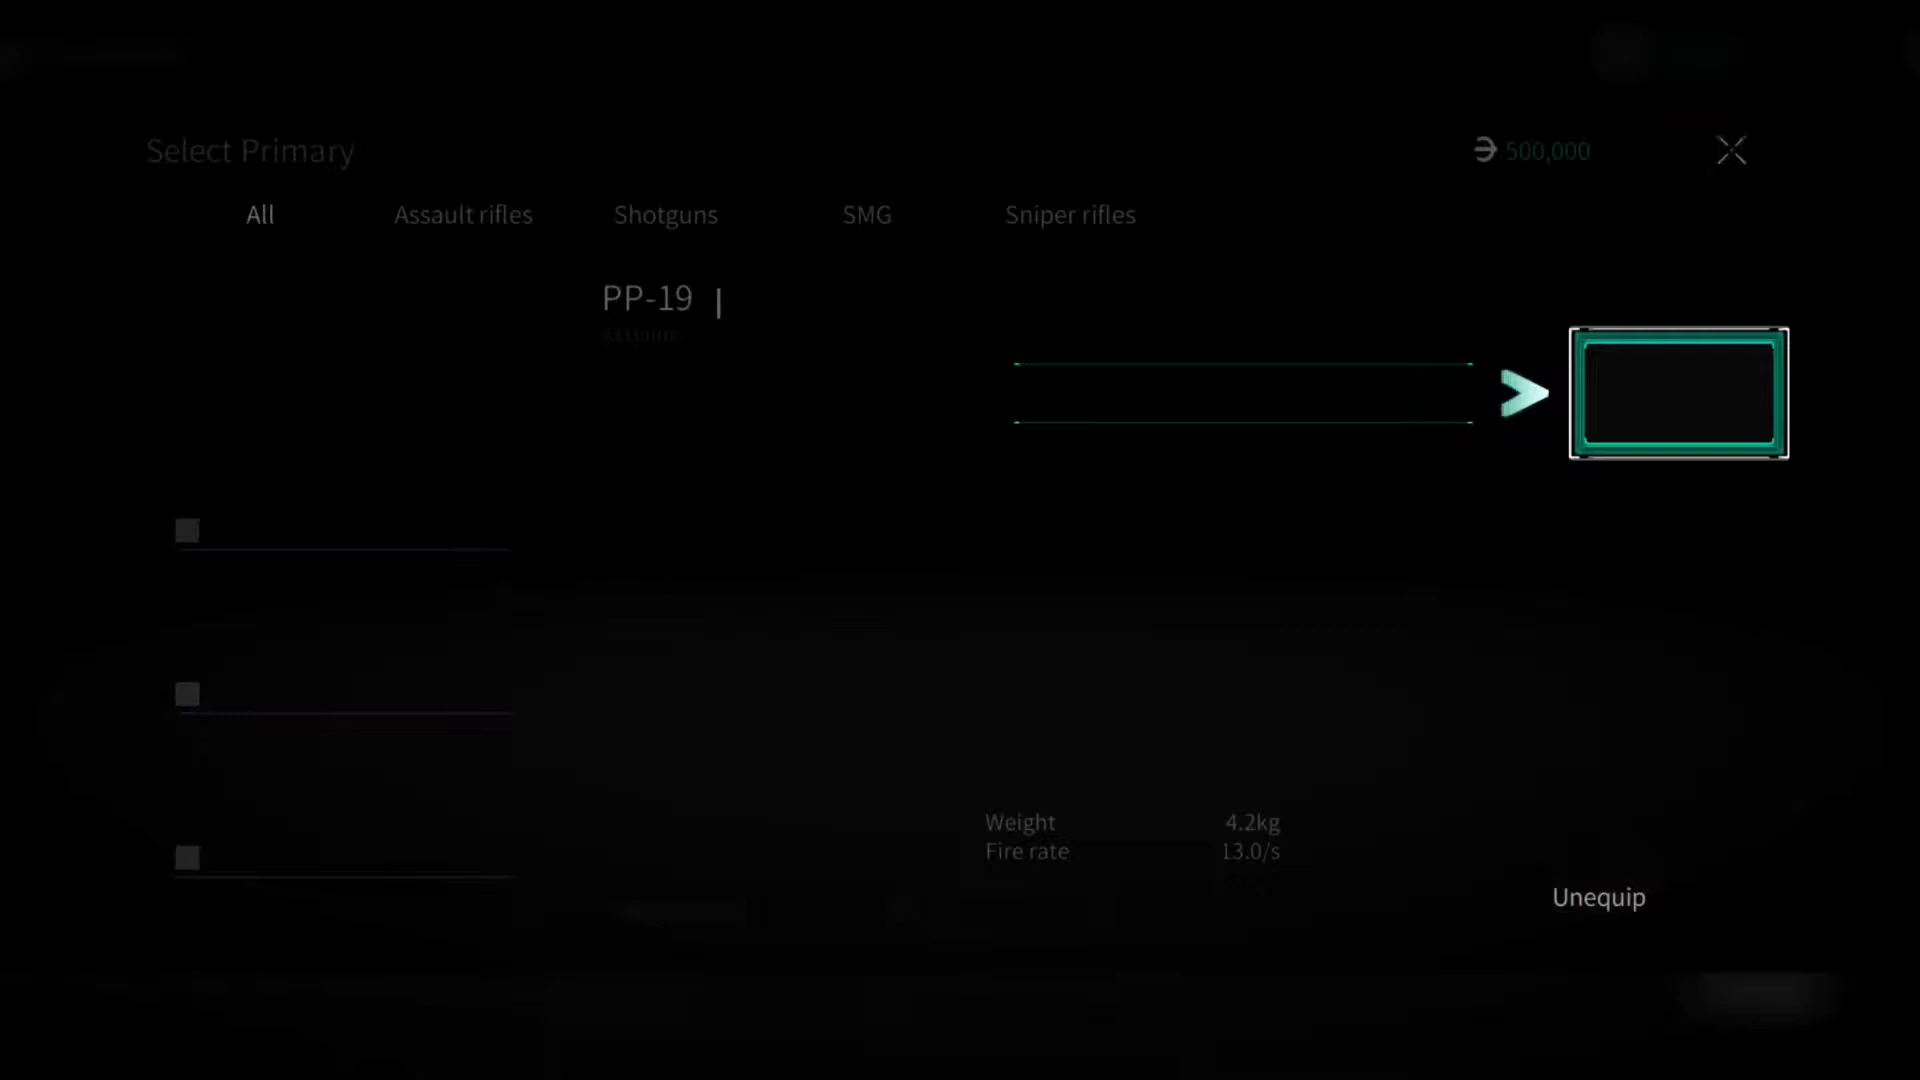 Select Primary
500,000
All
Assault rifles
Shotguns
SMG
Sniper rifles
PP-19
Weight 4.2kg
Fire rate 13.0/s
Unequip